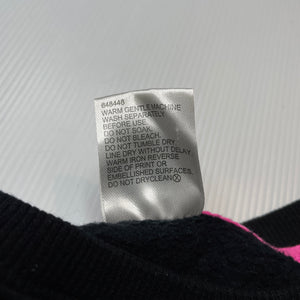 648448
WARM GENTLE MACHINE
WASH SEPARATELY
BEFORE USE.
DO NOT SOAK.
DO NOT BLEACH.
DO NOT TUMBLE DRY
LINE DRY WITHOUT DELAY
WARM IRON REVERSE
SIDE OF PRINT OR
EMBELLISHED SURFACES.
DO NOT DRYCLEAN